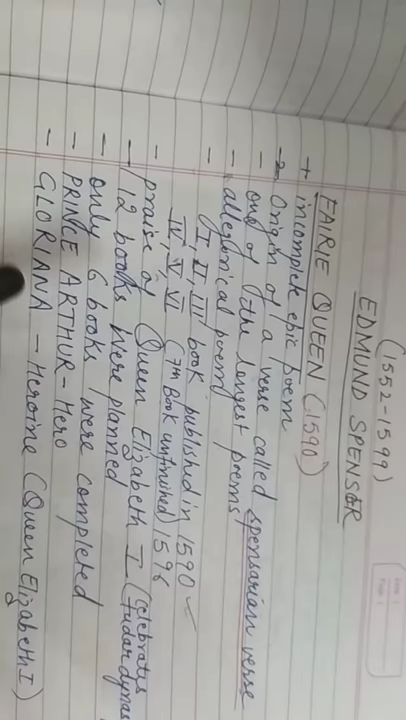 (1552-1599)
EDMUND SPENSER
FAIRIE QUEEN (1590)
+ incomplete epic poem
- Origin of a verse called spensarian verse
- one of the longest poems
- allegorical poem
- I, II, III book published in 1590 ✓
IV, V, VI (7th Book unfinished) 1596
- praise of Queen Elizabeth I (celebrates Tudar dynas
- 12 books were planned
- only 6 books were completed
- PRINCE ARTHUR - Hero
- GLORIANA - Heroine (Queen Elizabeth I)